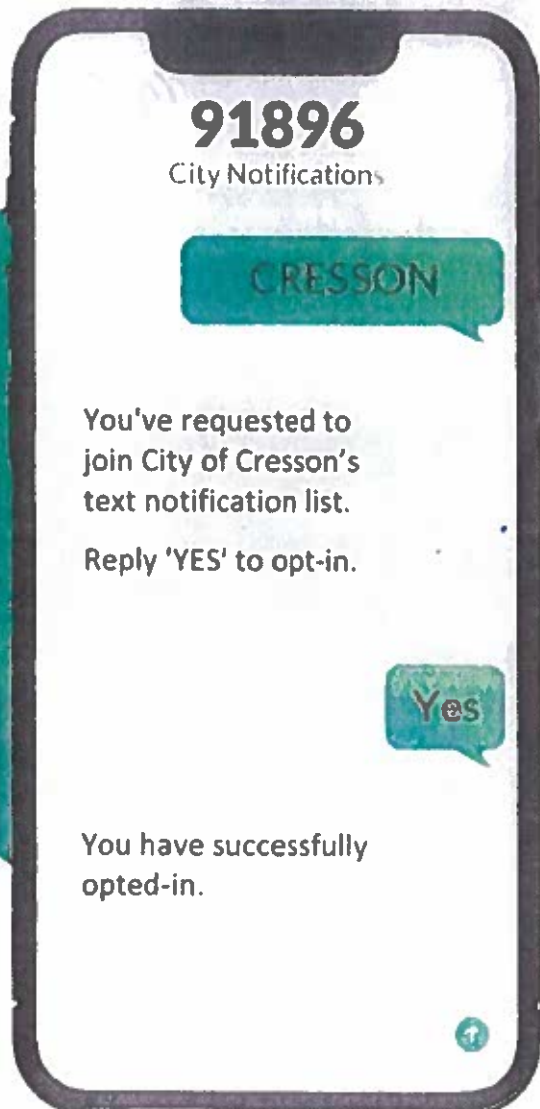 91896
City Notifications
CRESSON
You've requested to
join City of Cresson's
text notification list.
Reply 'YES' to opt-in.
Yes
You have successfully
opted-in.